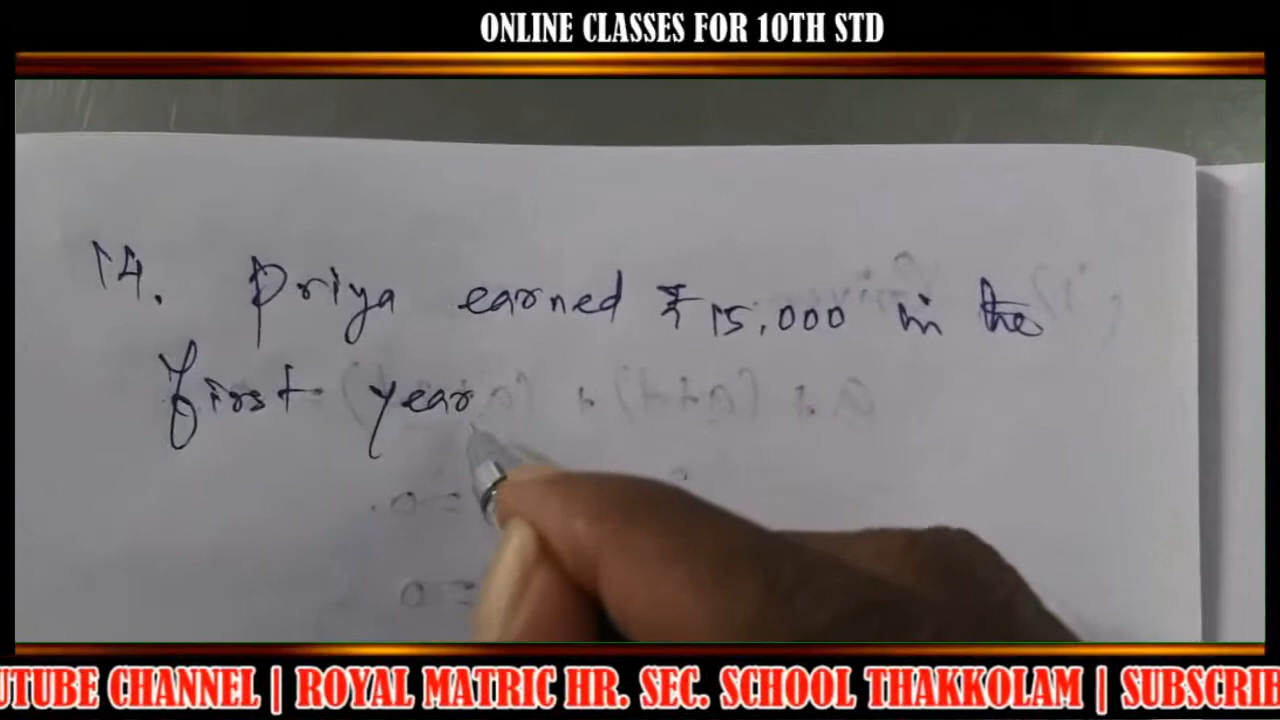 ONLINE CLASSES FOR 10TH STD
14. Priya earned ₹15,000 in the
first year
UTUBE CHANNEL | ROYAL MATRIC HR. SEC. SCHOOL THAKKOLAM | SUBSCRIB